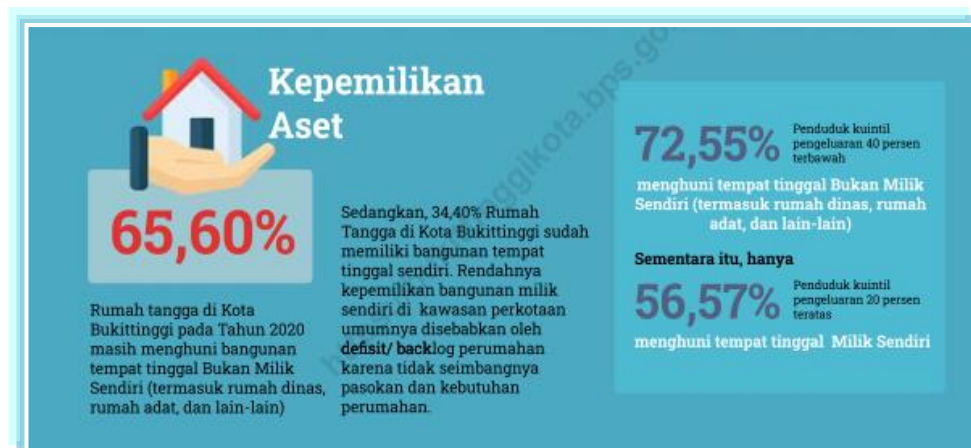 Kepemilikan
Aset
65,60%
Rumah tangga di Kota
Bukittinggi pada Tahun 2020
masih menghuni bangunan
tempat tinggal Bukan Milik
Sendiri (termasuk rumah dinas,
rumah adat, dan lain-lain)
Sedangkan, 34,40% Rumah
Tangga di Kota Bukittinggi sudah
memiliki bangunan tempat
tinggal sendiri. Rendahnya
kepemilikan bangunan milik
sendiri di kawasan perkotaan
umumnya disebabkan oleh
defisit/ backlog perumahan
karena tidak seimbangnya
pasokan dan kebutuhan
perumahan.
72,55%
Penduduk kuintil
pengeluaran 40 persen
terbawah
menghuni tempat tinggal Bukan Milik
Sendiri (termasuk rumah dinas, rumah
adat, dan lain-lain)
Sementara itu, hanya
56,57%
Penduduk kuintil
pengeluaran 20 persen
teratas
menghuni tempat tinggal Milik Sendiri